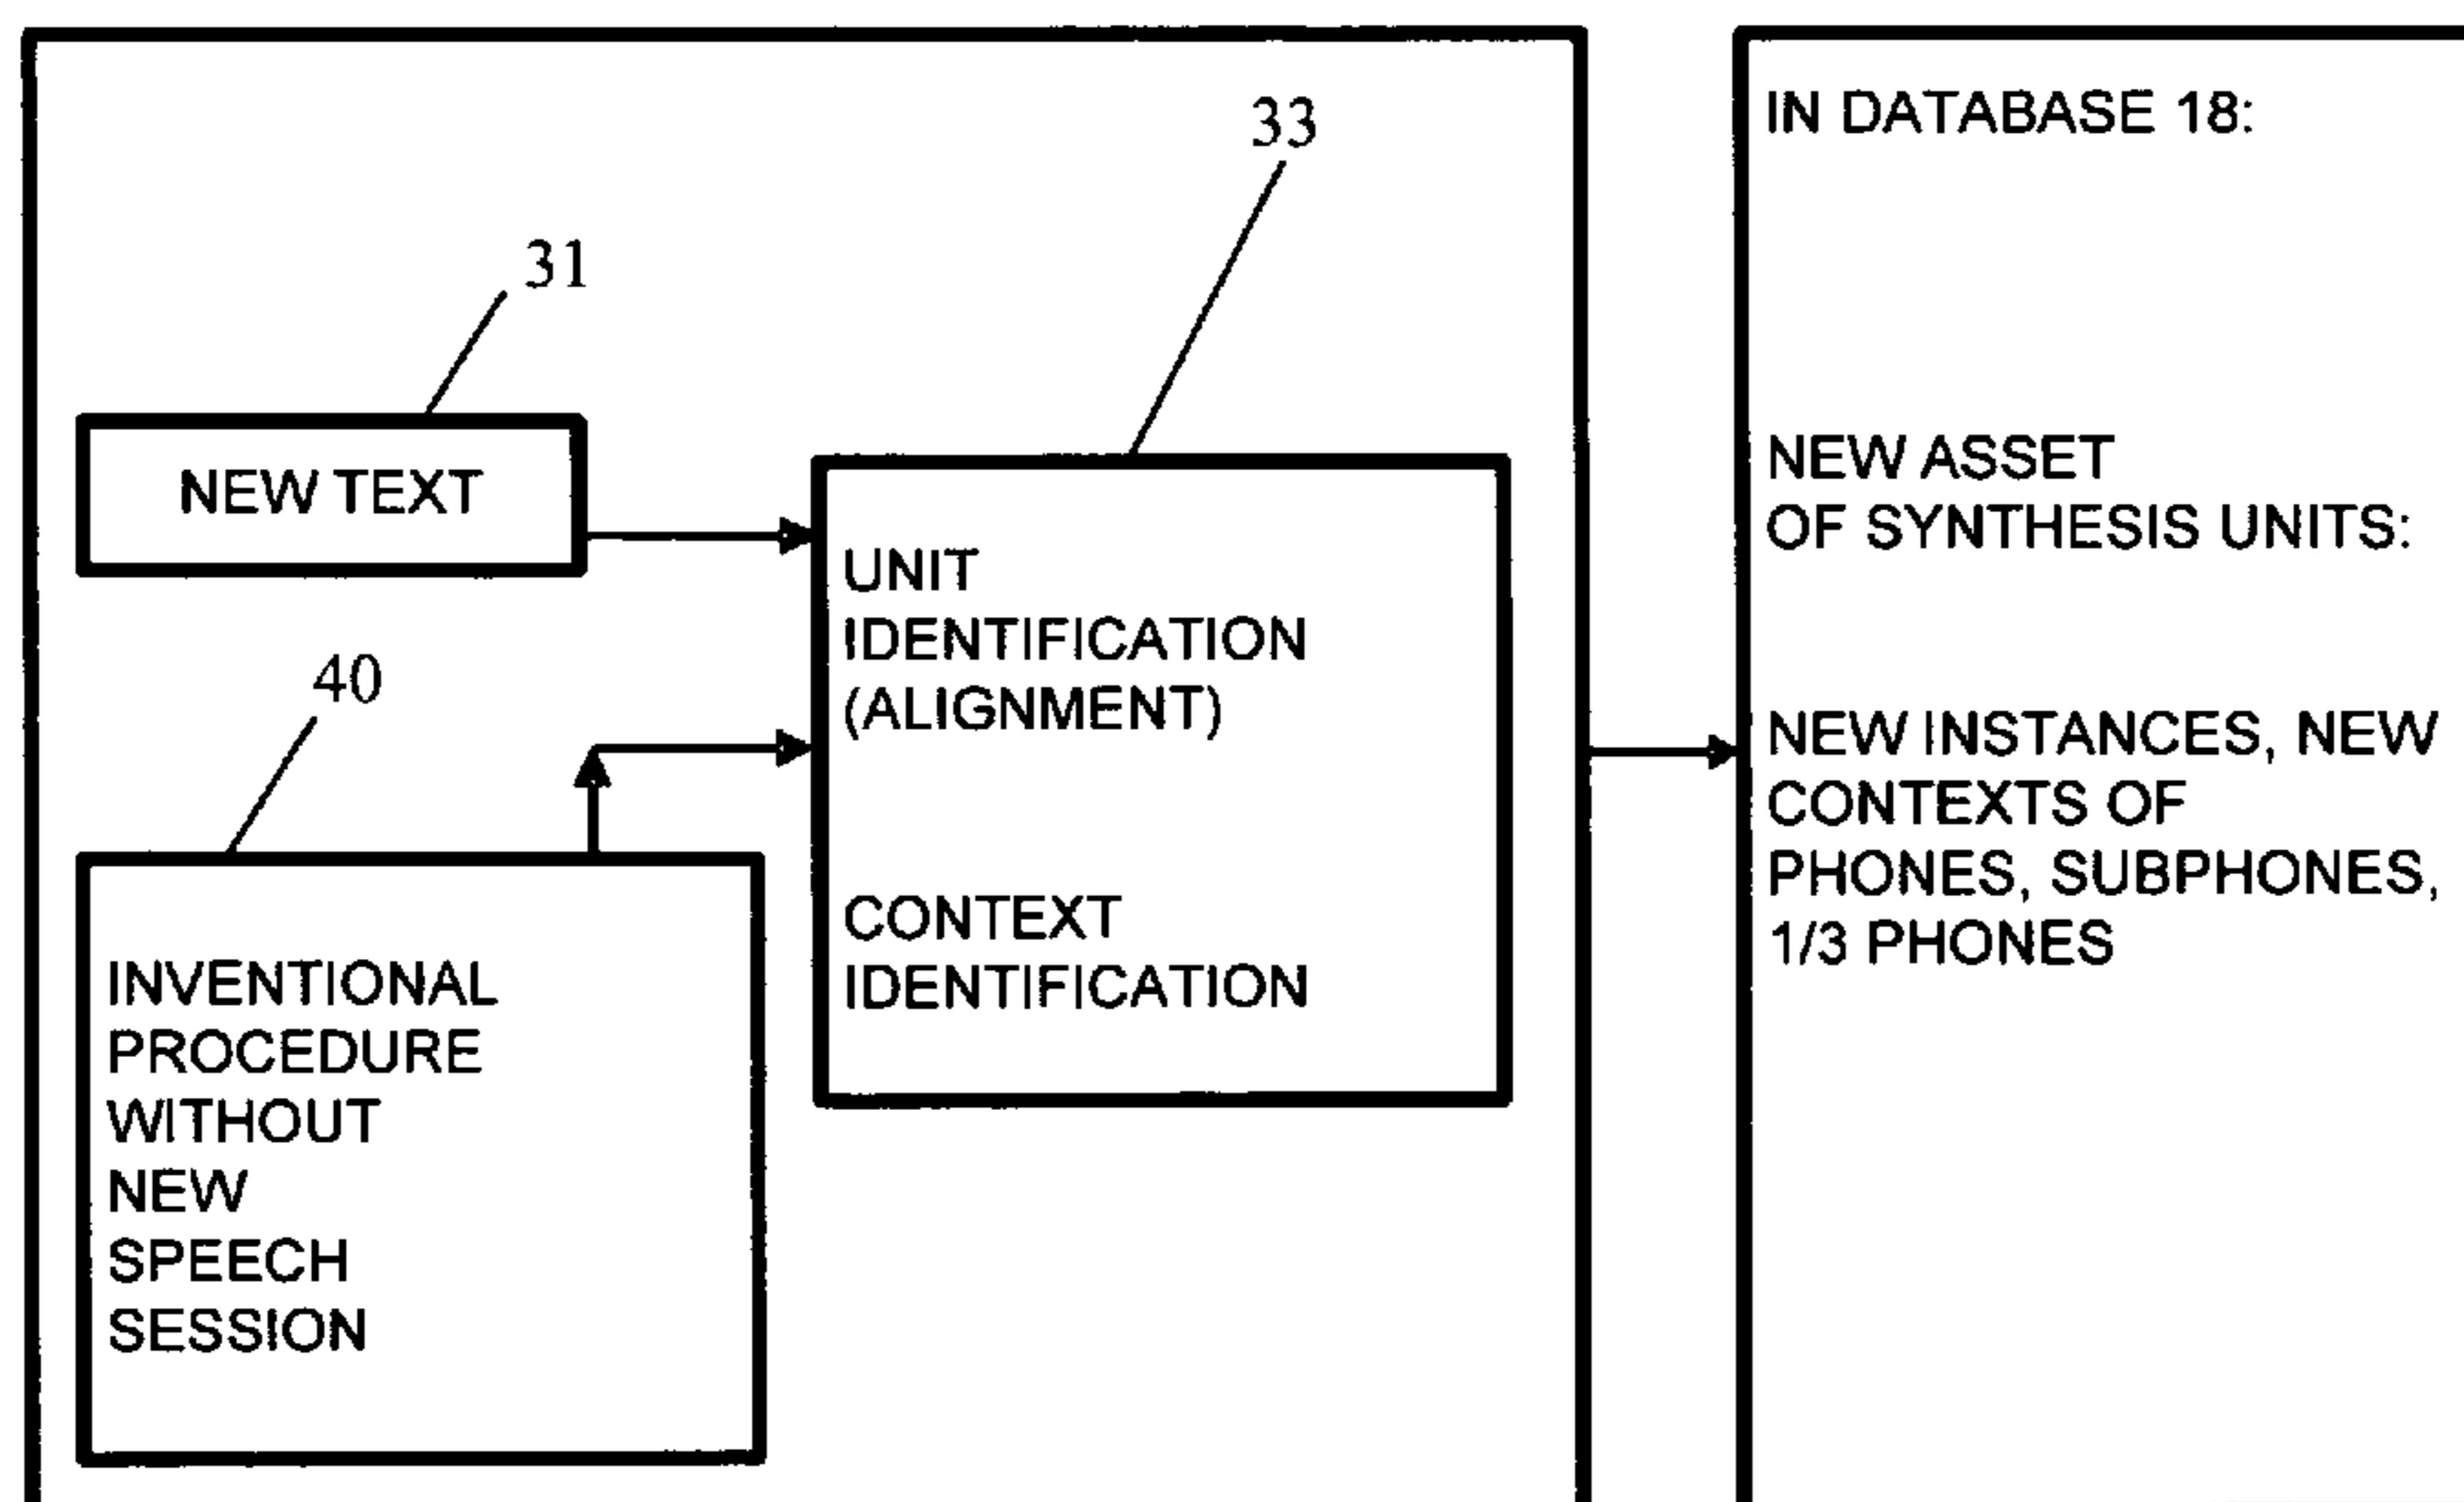 31
NEW TEXT
40
INVENTIONAL
PROCEDURE
WITHOUT
NEW
SPEECH
SESSION
33
UNIT
IDENTIFICATION
(ALIGNMENT)
CONTEXT
IDENTIFICATION
IN DATABASE 18:
NEW ASSET
OF SYNTHESIS UNITS:
NEW INSTANCES, NEW
CONTEXTS OF
PHONES, SUBPHONES,
1/3 PHONES